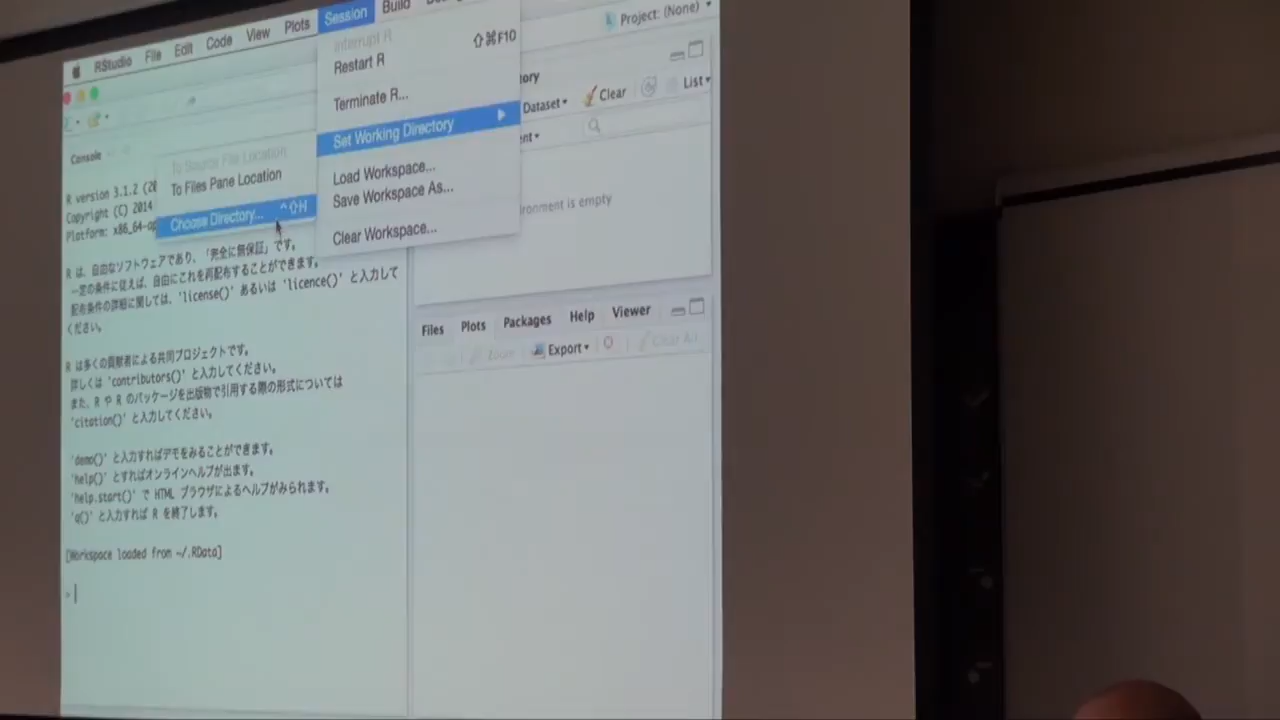 RStudio File Edit Code View Plots Session Build
Project: (None)
Interrupt R
Restart R ⇧⌘F10
Terminate R...
Set Working Directory
Load Workspace...
Save Workspace As...
Clear Workspace...
To Source File Location
To Files Pane Location
Choose Directory... ^⇧H
Dataset Clear List
Console
R version 3.1.2
Copyright (C) 2014
Platform:
R は、自由なソフトウェアであり、「完全に無保証」です。
一定の条件に従えば、自由にこれを再配布することができます。
配布条件の詳細に関しては、'license()' あるいは 'licence()' と入力して
ください。
R は多くの貢献者による共同プロジェクトです。
詳しくは 'contributors()' と入力してください。
また、R や R のパッケージを出版物で引用する際の形式については
'citation()' と入力してください。
'demo()' と入力すればデモをみることができます。
'help()' とすればオンラインヘルプが出ます。
'help.start()' で HTML ブラウザによるヘルプがみられます。
'q()' と入力すれば R を終了します。
[Workspace loaded from ~/.RData]
>
is empty
Files Plots Packages Help Viewer
Zoom Export Clear All